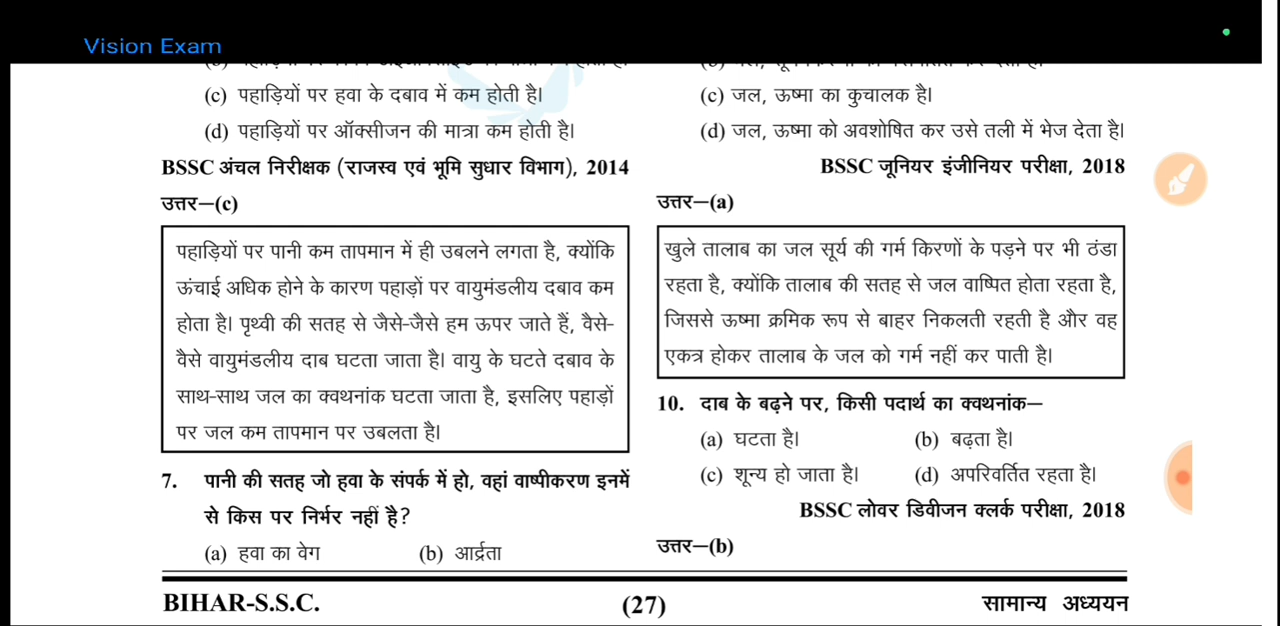 Vision Exam
(c) पहाड़ियों पर हवा के दबाव में कम होती है।
(d) पहाड़ियों पर ऑक्सीजन की मात्रा कम होती है।
BSSC अंचल निरीक्षक (राजस्व एवं भूमि सुधार विभाग), 2014
उत्तर–(c)
पहाड़ियों पर पानी कम तापमान में ही उबलने लगता है, क्योंकि
ऊंचाई अधिक होने के कारण पहाड़ों पर वायुमंडलीय दबाव कम
होता है। पृथ्वी की सतह से जैसे-जैसे हम ऊपर जाते हैं, वैसे-
वैसे वायुमंडलीय दाब घटता जाता है। वायु के घटते दबाव के
साथ-साथ जल का क्वथनांक घटता जाता है, इसलिए पहाड़ों
पर जल कम तापमान पर उबलता है।
7. पानी की सतह जो हवा के संपर्क में हो, वहां वाष्पीकरण इनमें
से किस पर निर्भर नहीं है?
(a) हवा का वेग (b) आर्द्रता
(c) जल, ऊष्मा का कुचालक है।
(d) जल, ऊष्मा को अवशोषित कर उसे तली में भेज देता है।
BSSC जूनियर इंजीनियर परीक्षा, 2018
उत्तर–(a)
खुले तालाब का जल सूर्य की गर्म किरणों के पड़ने पर भी ठंडा
रहता है, क्योंकि तालाब की सतह से जल वाष्पित होता रहता है,
जिससे ऊष्मा क्रमिक रूप से बाहर निकलती रहती है और वह
एकत्र होकर तालाब के जल को गर्म नहीं कर पाती है।
10. दाब के बढ़ने पर, किसी पदार्थ का क्वथनांक–
(a) घटता है। (b) बढ़ता है।
(c) शून्य हो जाता है। (d) अपरिवर्तित रहता है।
BSSC लोवर डिवीजन क्लर्क परीक्षा, 2018
उत्तर–(b)
BIHAR-S.S.C. (27) सामान्य अध्ययन